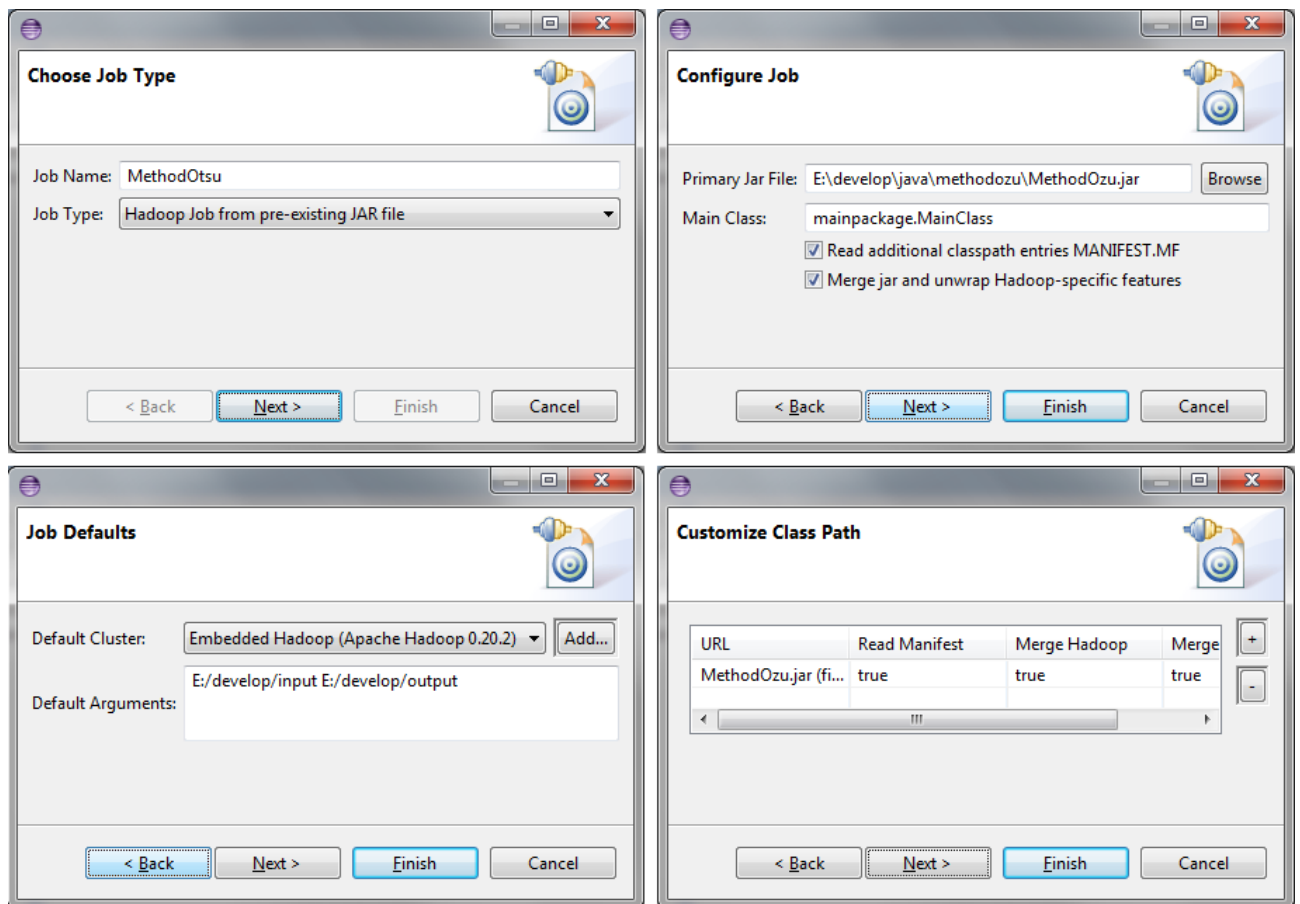 Choose Job Type
Job Name: MethodOtsu
Job Type: Hadoop Job from pre-existing JAR file
< Back Next > Finish Cancel
Configure Job
Primary Jar File: E:\develop\java\methodozu\MethodOzu.jar Browse
Main Class: mainpackage.MainClass
Read additional classpath entries MANIFEST.MF
Merge jar and unwrap Hadoop-specific features
< Back Next > Finish Cancel
Job Defaults
Default Cluster: Embedded Hadoop (Apache Hadoop 0.20.2) Add...
Default Arguments: E:/develop/input E:/develop/output
< Back Next > Finish Cancel
Customize Class Path
URL Read Manifest Merge Hadoop Merge +
MethodOzu.jar (fi... true true true -
< Back Next > Finish Cancel